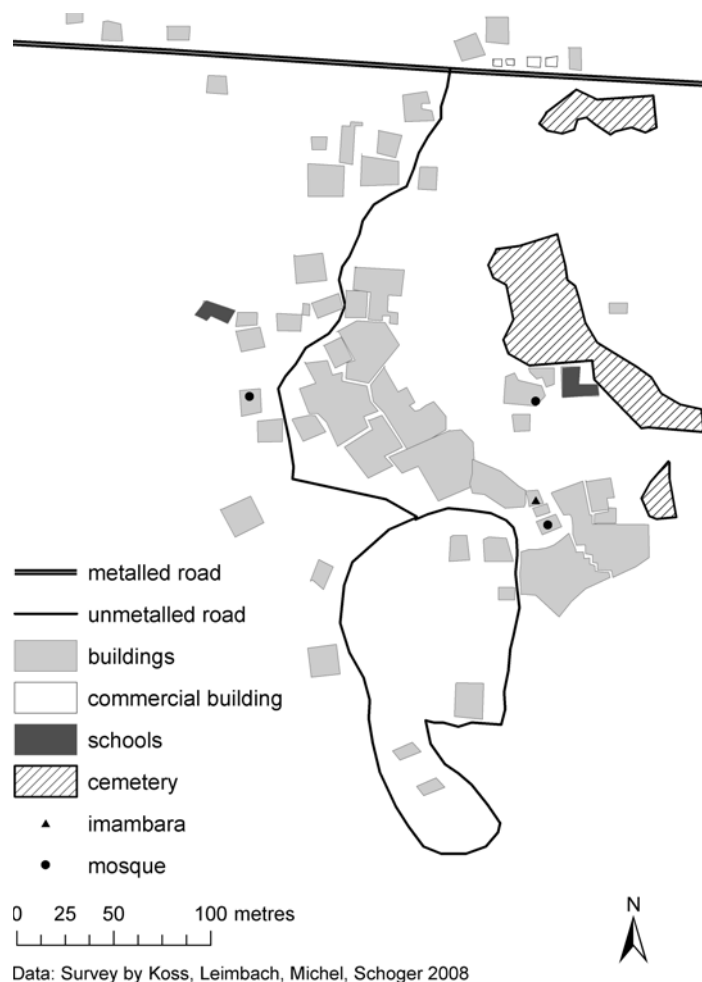 metalled road
unmetalled road
buildings
commercial building
schools
cemetery
imambara
mosque
0 25 50 100 metres
N
Data: Survey by Koss, Leimbach, Michel, Schoger 2008